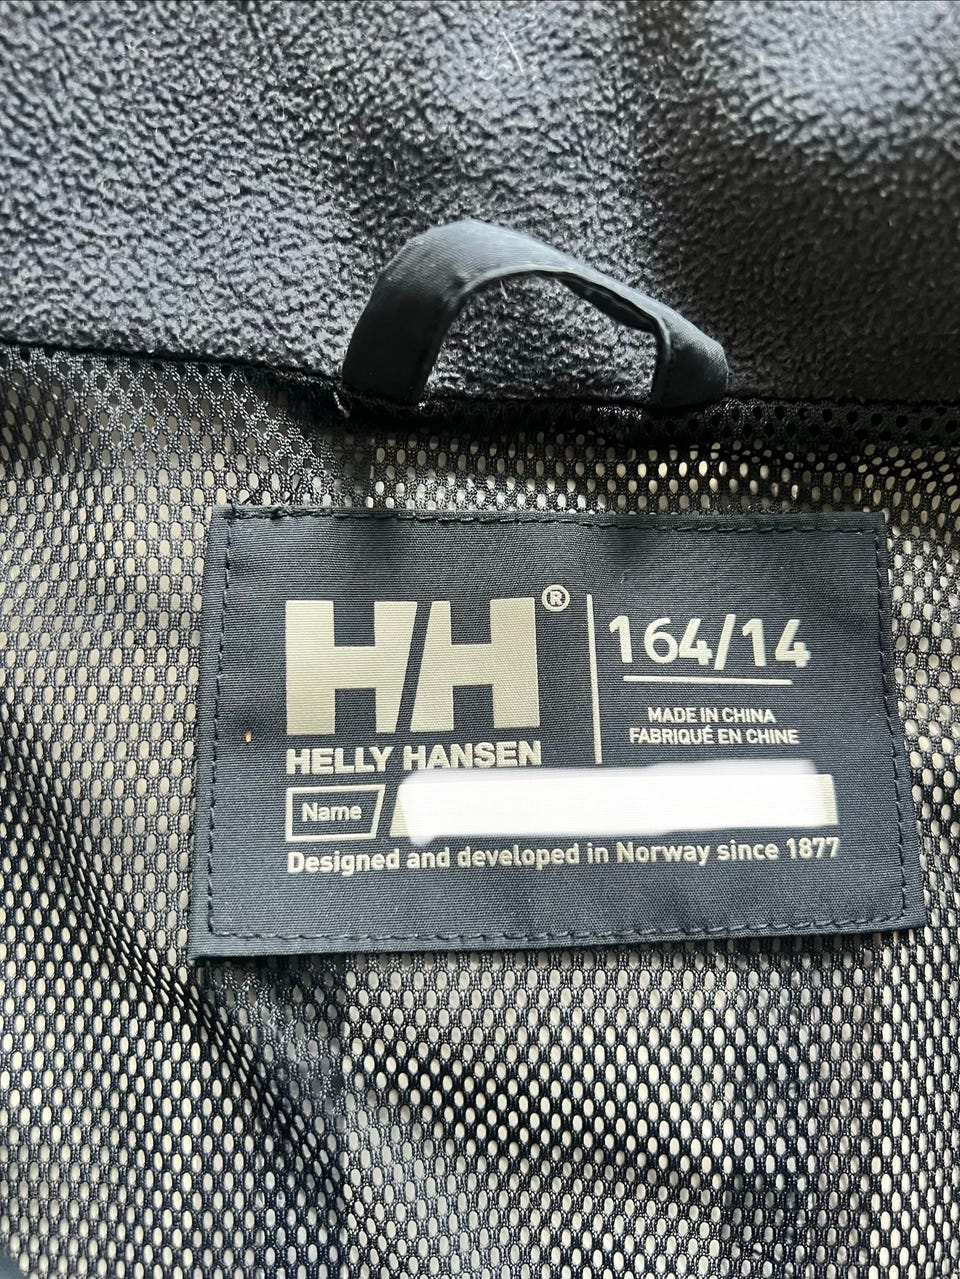 HH®
HELLY HANSEN
164/14
MADE IN CHINA
FABRIQUÉ EN CHINE
Name
Designed and developed in Norway since 1877